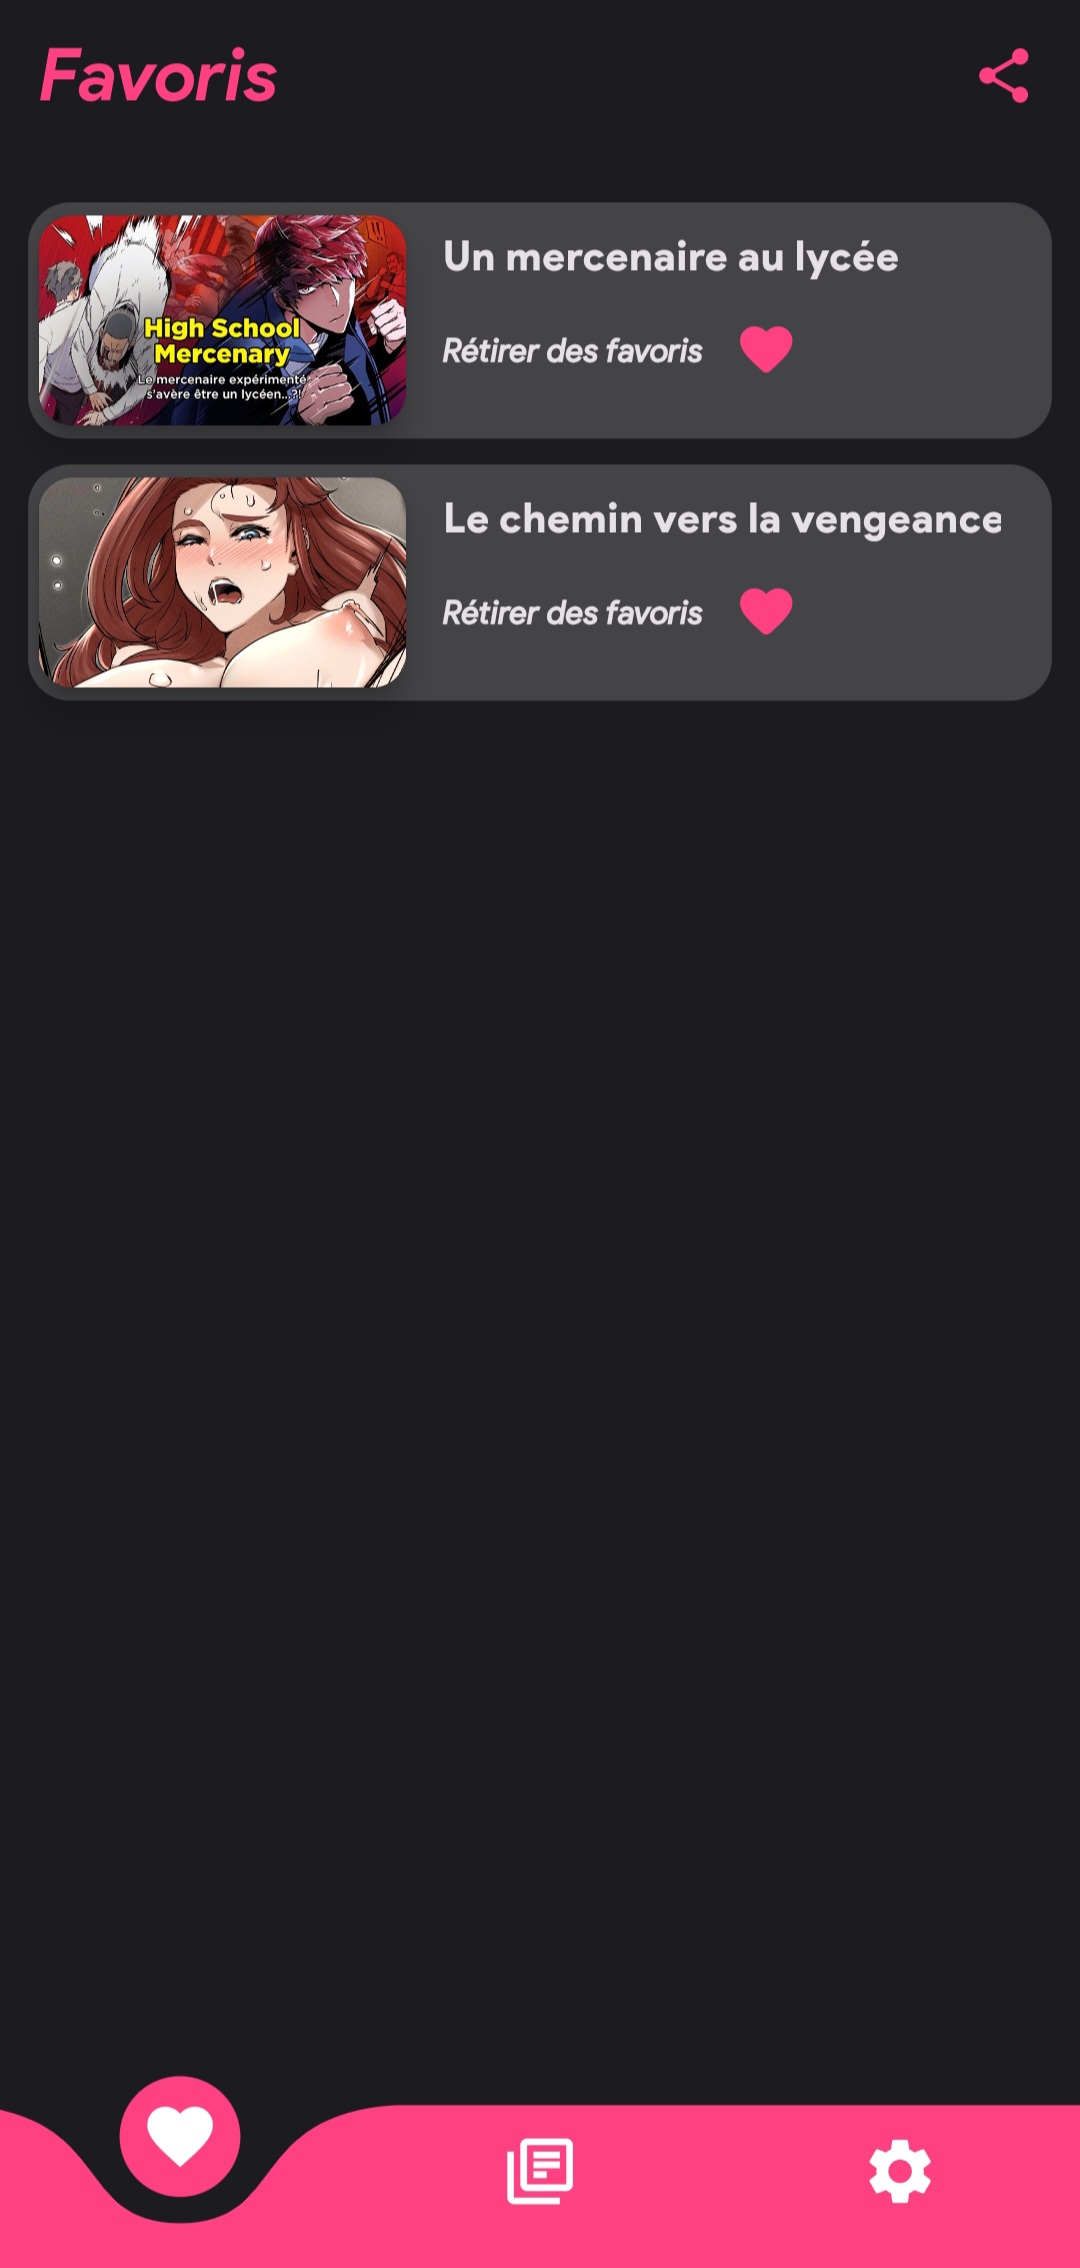 Favoris
Un mercenaire au lycée
High School
Mercenary
Le mercenaire expérimenté
s'avère être un lycéen...?!
Rétirer des favoris
Le chemin vers la vengeance
Rétirer des favoris